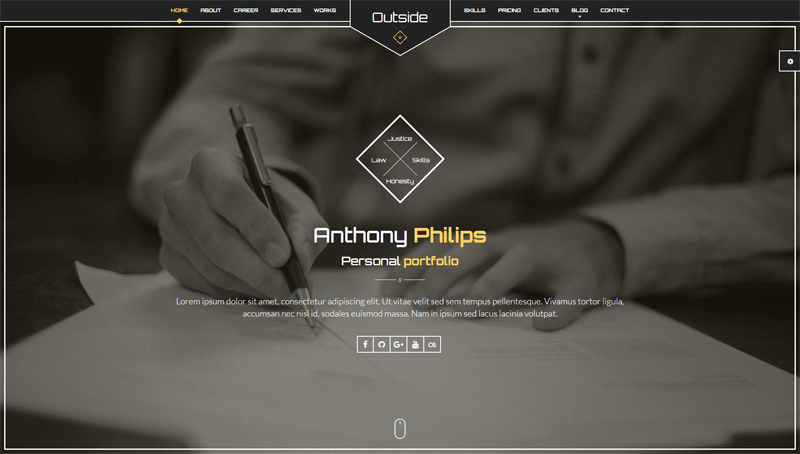 HOME ABOUT CAREER SERVICES WORKS Outside SKILLS PRICING CLIENTS BLOG CONTACT
Justice
Law Skills
Honesty
Anthony Philips
Personal portfolio
//
Lorem ipsum dolor sit amet, consectetur adipiscing elit. Ut vitae velit sed sem tempus pellentesque. Vivamus tortor ligula,
accumsan nec nisl id, sodales euismod massa. Nam in ipsum sed lacus lacinia volutpat.